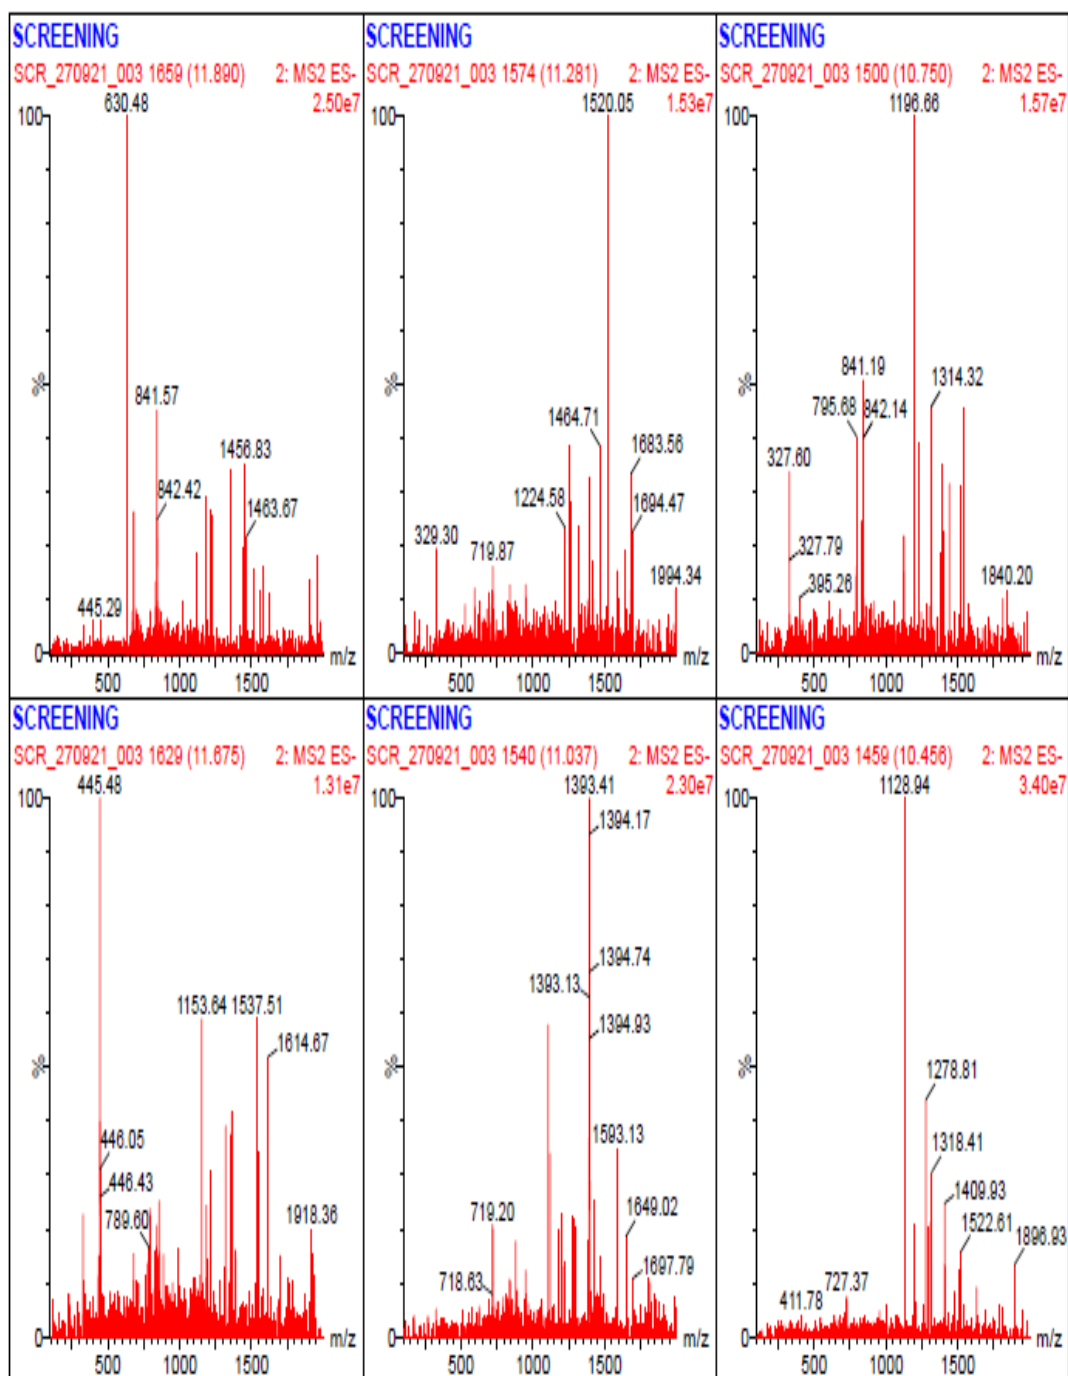 SCREENING
SCR_270921_003 1659 (11.890) 2: MS2 ES-
630.48 2.50e7
100
841.57
%
1456.83
842.42
1463.67
445.29
0
m/z
500 1000 1500
SCREENING
SCR_270921_003 1574 (11.281) 2: MS2 ES-
1520.05 1.53e7
100
%
1464.71
1683.56
1224.58
1694.47
329.30
719.87
1994.34
0
m/z
500 1000 1500
SCREENING
SCR_270921_003 1500 (10.750) 2: MS2 ES-
1196.66 1.57e7
100
841.19
%
1314.32
795.68
842.14
327.60
327.79
395.26
1840.20
0
m/z
500 1000 1500
SCREENING
SCR_270921_003 1629 (11.675) 2: MS2 ES-
445.48 1.31e7
100
1153.64 1537.51
1614.67
%
446.05
446.43
789.60
1918.36
0
m/z
500 1000 1500
SCREENING
SCR_270921_003 1540 (11.037) 2: MS2 ES-
1393.41 2.30e7
100
1394.17
1394.74
1393.13
1394.93
%
1593.13
719.20
1649.02
718.63
1697.79
0
m/z
500 1000 1500
SCREENING
SCR_270921_003 1459 (10.456) 2: MS2 ES-
1128.94 3.40e7
100
%
1278.81
1318.41
1409.93
1522.61
1896.93
727.37
411.78
0
m/z
500 1000 1500